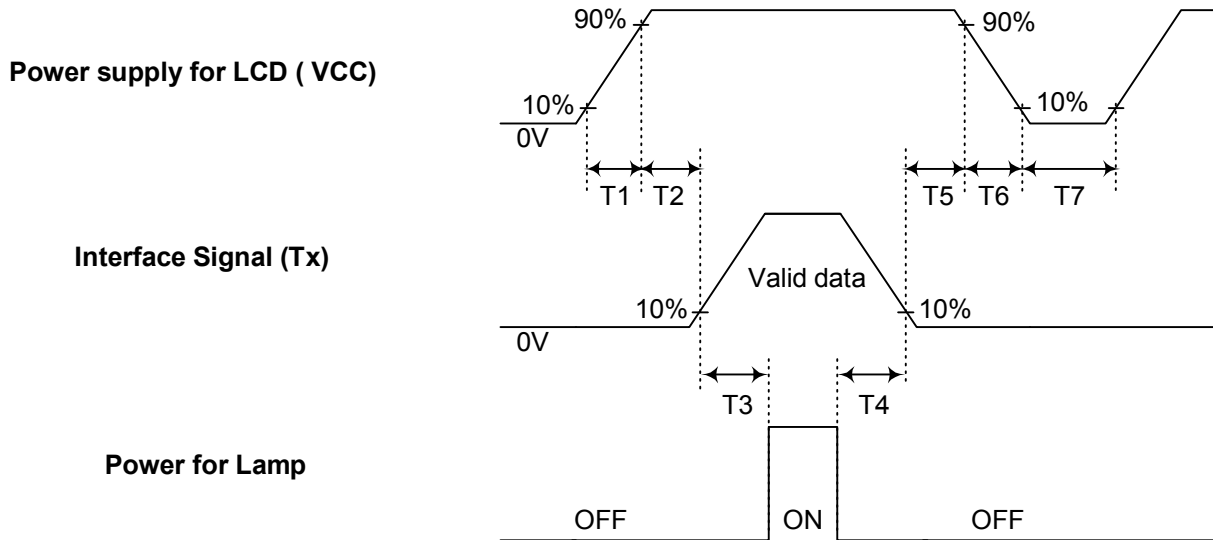 90%
90%
Power supply for LCD ( VCC)
10%
10%
0V
T1
T2
T5
T6
T7
Interface Signal (Tx)
Valid data
10%
10%
0V
T3
T4
Power for Lamp
OFF
ON
OFF